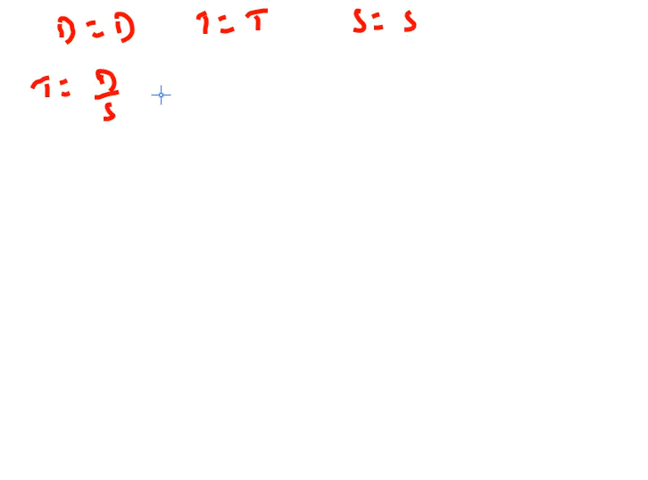 D = D T = T S = S
T = D/S